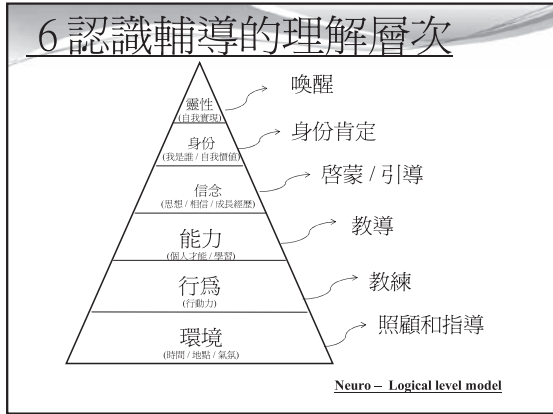 6 認識輔導的理解層次
靈性
(自我實現)
喚醒
身份
(我是誰 / 自我價值)
身份肯定
信念
(思想 / 相信 / 成長經歷)
啓蒙 / 引導
能力
(個人才能 / 學習)
教導
行爲
(行動力)
教練
環境
(時間 / 地點 / 氣氛)
照顧和指導
Neuro – Logical level model